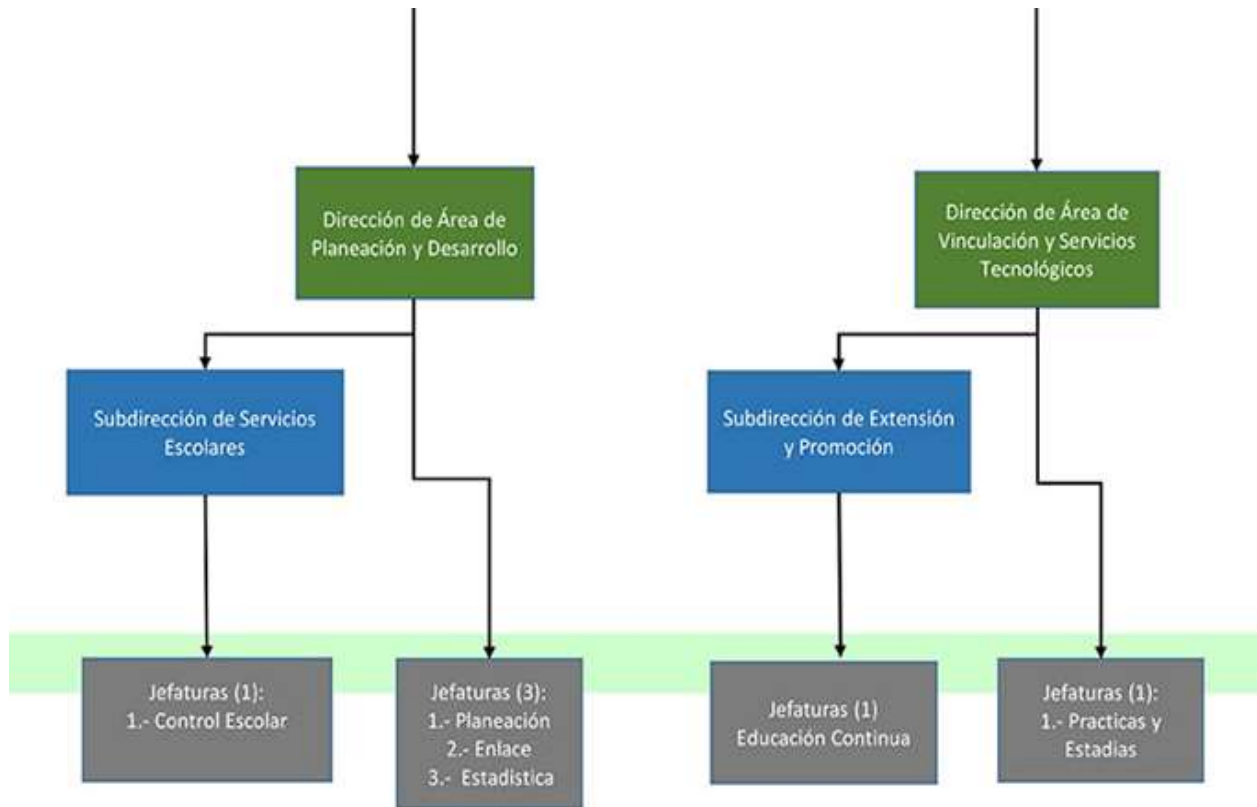 Dirección de Área de
Planeación y Desarrollo
Dirección de Área de
Vinculación y Servicios
Tecnológicos
Subdirección de Servicios
Escolares
Subdirección de Extensión
y Promoción
Jefaturas (1):
1.- Control Escolar
Jefaturas (3):
1.- Planeación
2.- Enlace
3.- Estadística
Jefaturas (1)
Educación Continua
Jefaturas (1):
1.- Practicas y
Estadias